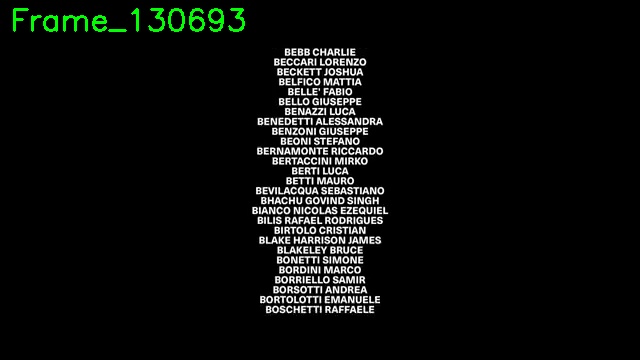 Frame_130693
BEBB CHARLIE
BECCARI LORENZO
BECKETT JOSHUA
BELFICO MATTIA
BELLE' FABIO
BELLO GIUSEPPE
BENAZZI LUCA
BENEDETTI ALESSANDRA
BENZONI GIUSEPPE
BEONI STEFANO
BERNAMONTE RICCARDO
BERTACCINI MIRKO
BERTI LUCA
BETTI MAURO
BEVILACQUA SEBASTIANO
BHACHU GOVIND SINGH
BIANCO NICOLAS EZEQUIEL
BILIS RAFAEL RODRIGUES
BIRTOLO CRISTIAN
BLAKE HARRISON JAMES
BLAKELEY BRUCE
BONETTI SIMONE
BORDINI MARCO
BORRIELLO SAMIR
BORSOTTI ANDREA
BORTOLOTTI EMANUELE
BOSCHETTI RAFFAELE